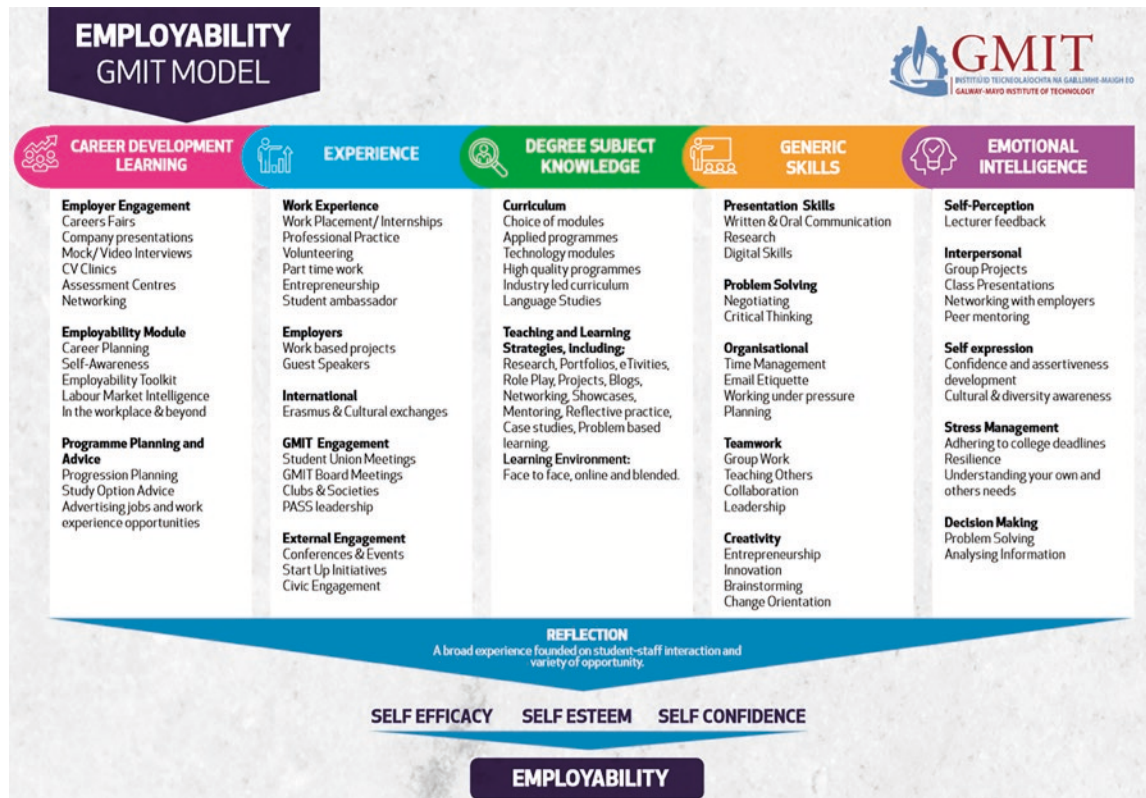 EMPLOYABILITY
GMIT MODEL
GMIT
INSTITIÚID TEICNEOLAÍOCHTA NA GAILLIMHE-MAIGH EO
GALWAY-MAYO INSTITUTE OF TECHNOLOGY
CAREER DEVELOPMENT
LEARNING
Employer Engagement
Careers Fairs
Company presentations
Mock/ Video Interviews
CV Clinics
Assessment Centres
Networking
Employability Module
Career Planning
Self-Awareness
Employability Toolkit
Labour Market Intelligence
In the workplace & beyond
Programme Planning and
Advice
Progression Planning
Study Option Advice
Advertising jobs and work
experience opportunities
EXPERIENCE
Work Experience
Work Placement/ Internships
Professional Practice
Volunteering
Part time work
Entrepreneurship
Student ambassador
Employers
Work based projects
Guest Speakers
International
Erasmus & Cultural exchanges
GMIT Engagement
Student Union Meetings
GMIT Board Meetings
Clubs & Societies
PASS leadership
External Engagement
Conferences & Events
Start Up Initiatives
Civic Engagement
DEGREE SUBJECT
KNOWLEDGE
Curriculum
Choice of modules
Applied programmes
Technology modules
High quality programmes
Industry led curriculum
Language Studies
Teaching and Learning
Strategies, including;
Research, Portfolios, eTivities,
Role Play, Projects, Blogs,
Networking, Showcases,
Mentoring, Reflective practice,
Case studies, Problem based
learning.
Learning Environment:
Face to face, online and blended.
GENERIC
SKILLS
Presentation Skills
Written & Oral Communication
Research
Digital Skills
Problem Solving
Negotiating
Critical Thinking
Organisational
Time Management
Email Etiquette
Working under pressure
Planning
Teamwork
Group Work
Teaching Others
Collaboration
Leadership
Creativity
Entrepreneurship
Innovation
Brainstorming
Change Orientation
EMOTIONAL
INTELLIGENCE
Self-Perception
Lecturer feedback
Interpersonal
Group Projects
Class Presentations
Networking with employers
Peer mentoring
Self expression
Confidence and assertiveness
development
Cultural & diversity awareness
Stress Management
Adhering to college deadlines
Resilience
Understanding your own and
others needs
Decision Making
Problem Solving
Analysing Information
REFLECTION
A broad experience founded on student-staff interaction and
variety of opportunity.
SELF EFFICACY SELF ESTEEM SELF CONFIDENCE
EMPLOYABILITY